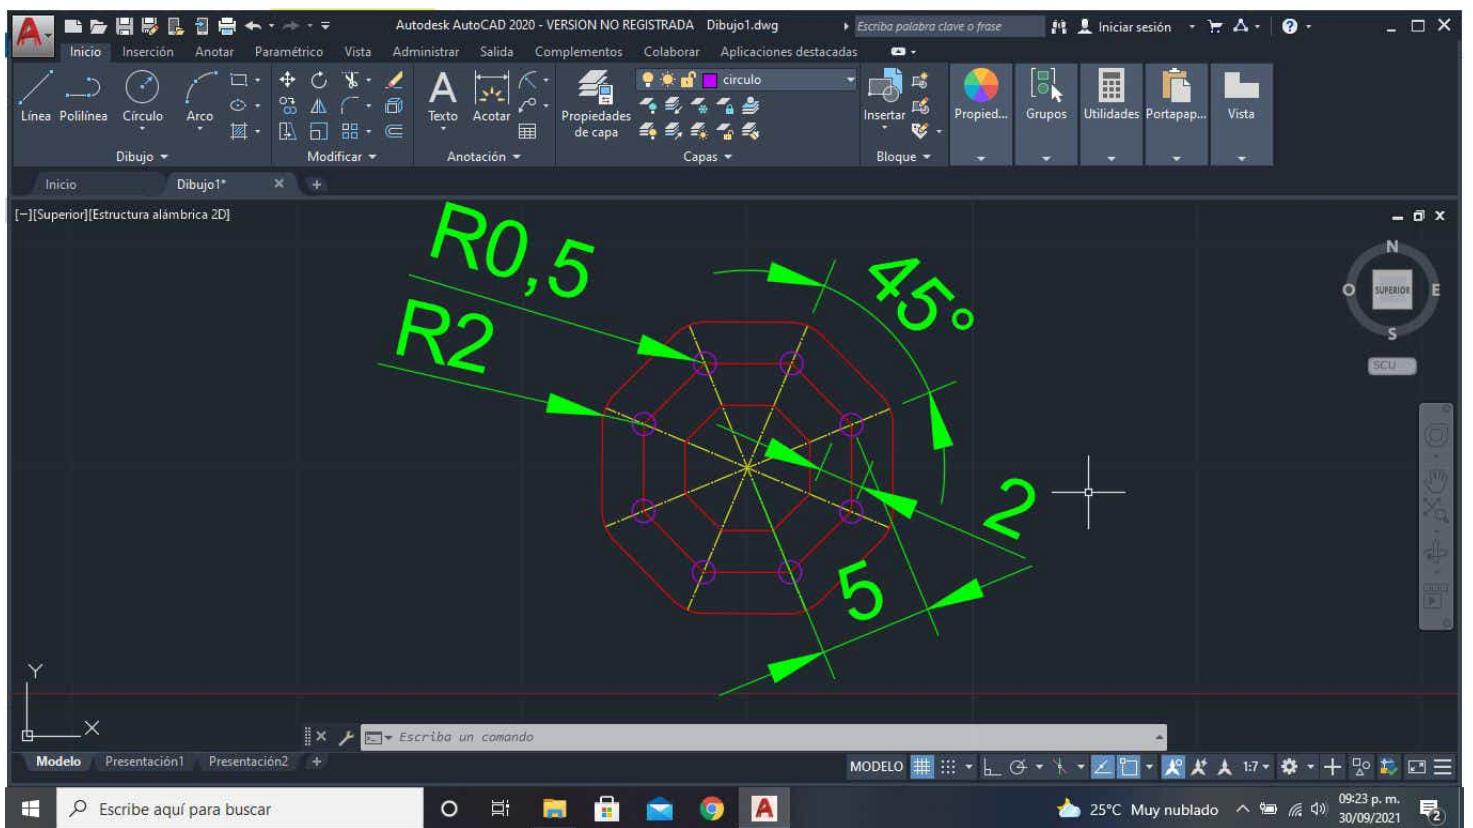 Autodesk AutoCAD 2020 - VERSION NO REGISTRADA Dibujo1.dwg
Escriba palabra clave o frase
Iniciar sesión
Inicio Inserción Anotar Paramétrico Vista Administrar Salida Complementos Colaborar Aplicaciones destacadas
circulo
Línea Polilínea Círculo Arco
Texto Acotar
Propiedades
de capa
Insertar
Propied... Grupos Utilidades Portapap... Vista
Dibujo Modificar Anotación Capas Bloque
Inicio Dibujo1* +
[−][Superior][Estructura alámbrica 2D]
R0,5
R2
45°
2
5
N
O SUPERIOR E
S
SCU
Y
X
Escriba un comando
Modelo Presentación1 Presentación2 +
MODELO
1:7
Escribe aquí para buscar
25°C Muy nublado
09:23 p. m.
30/09/2021
2